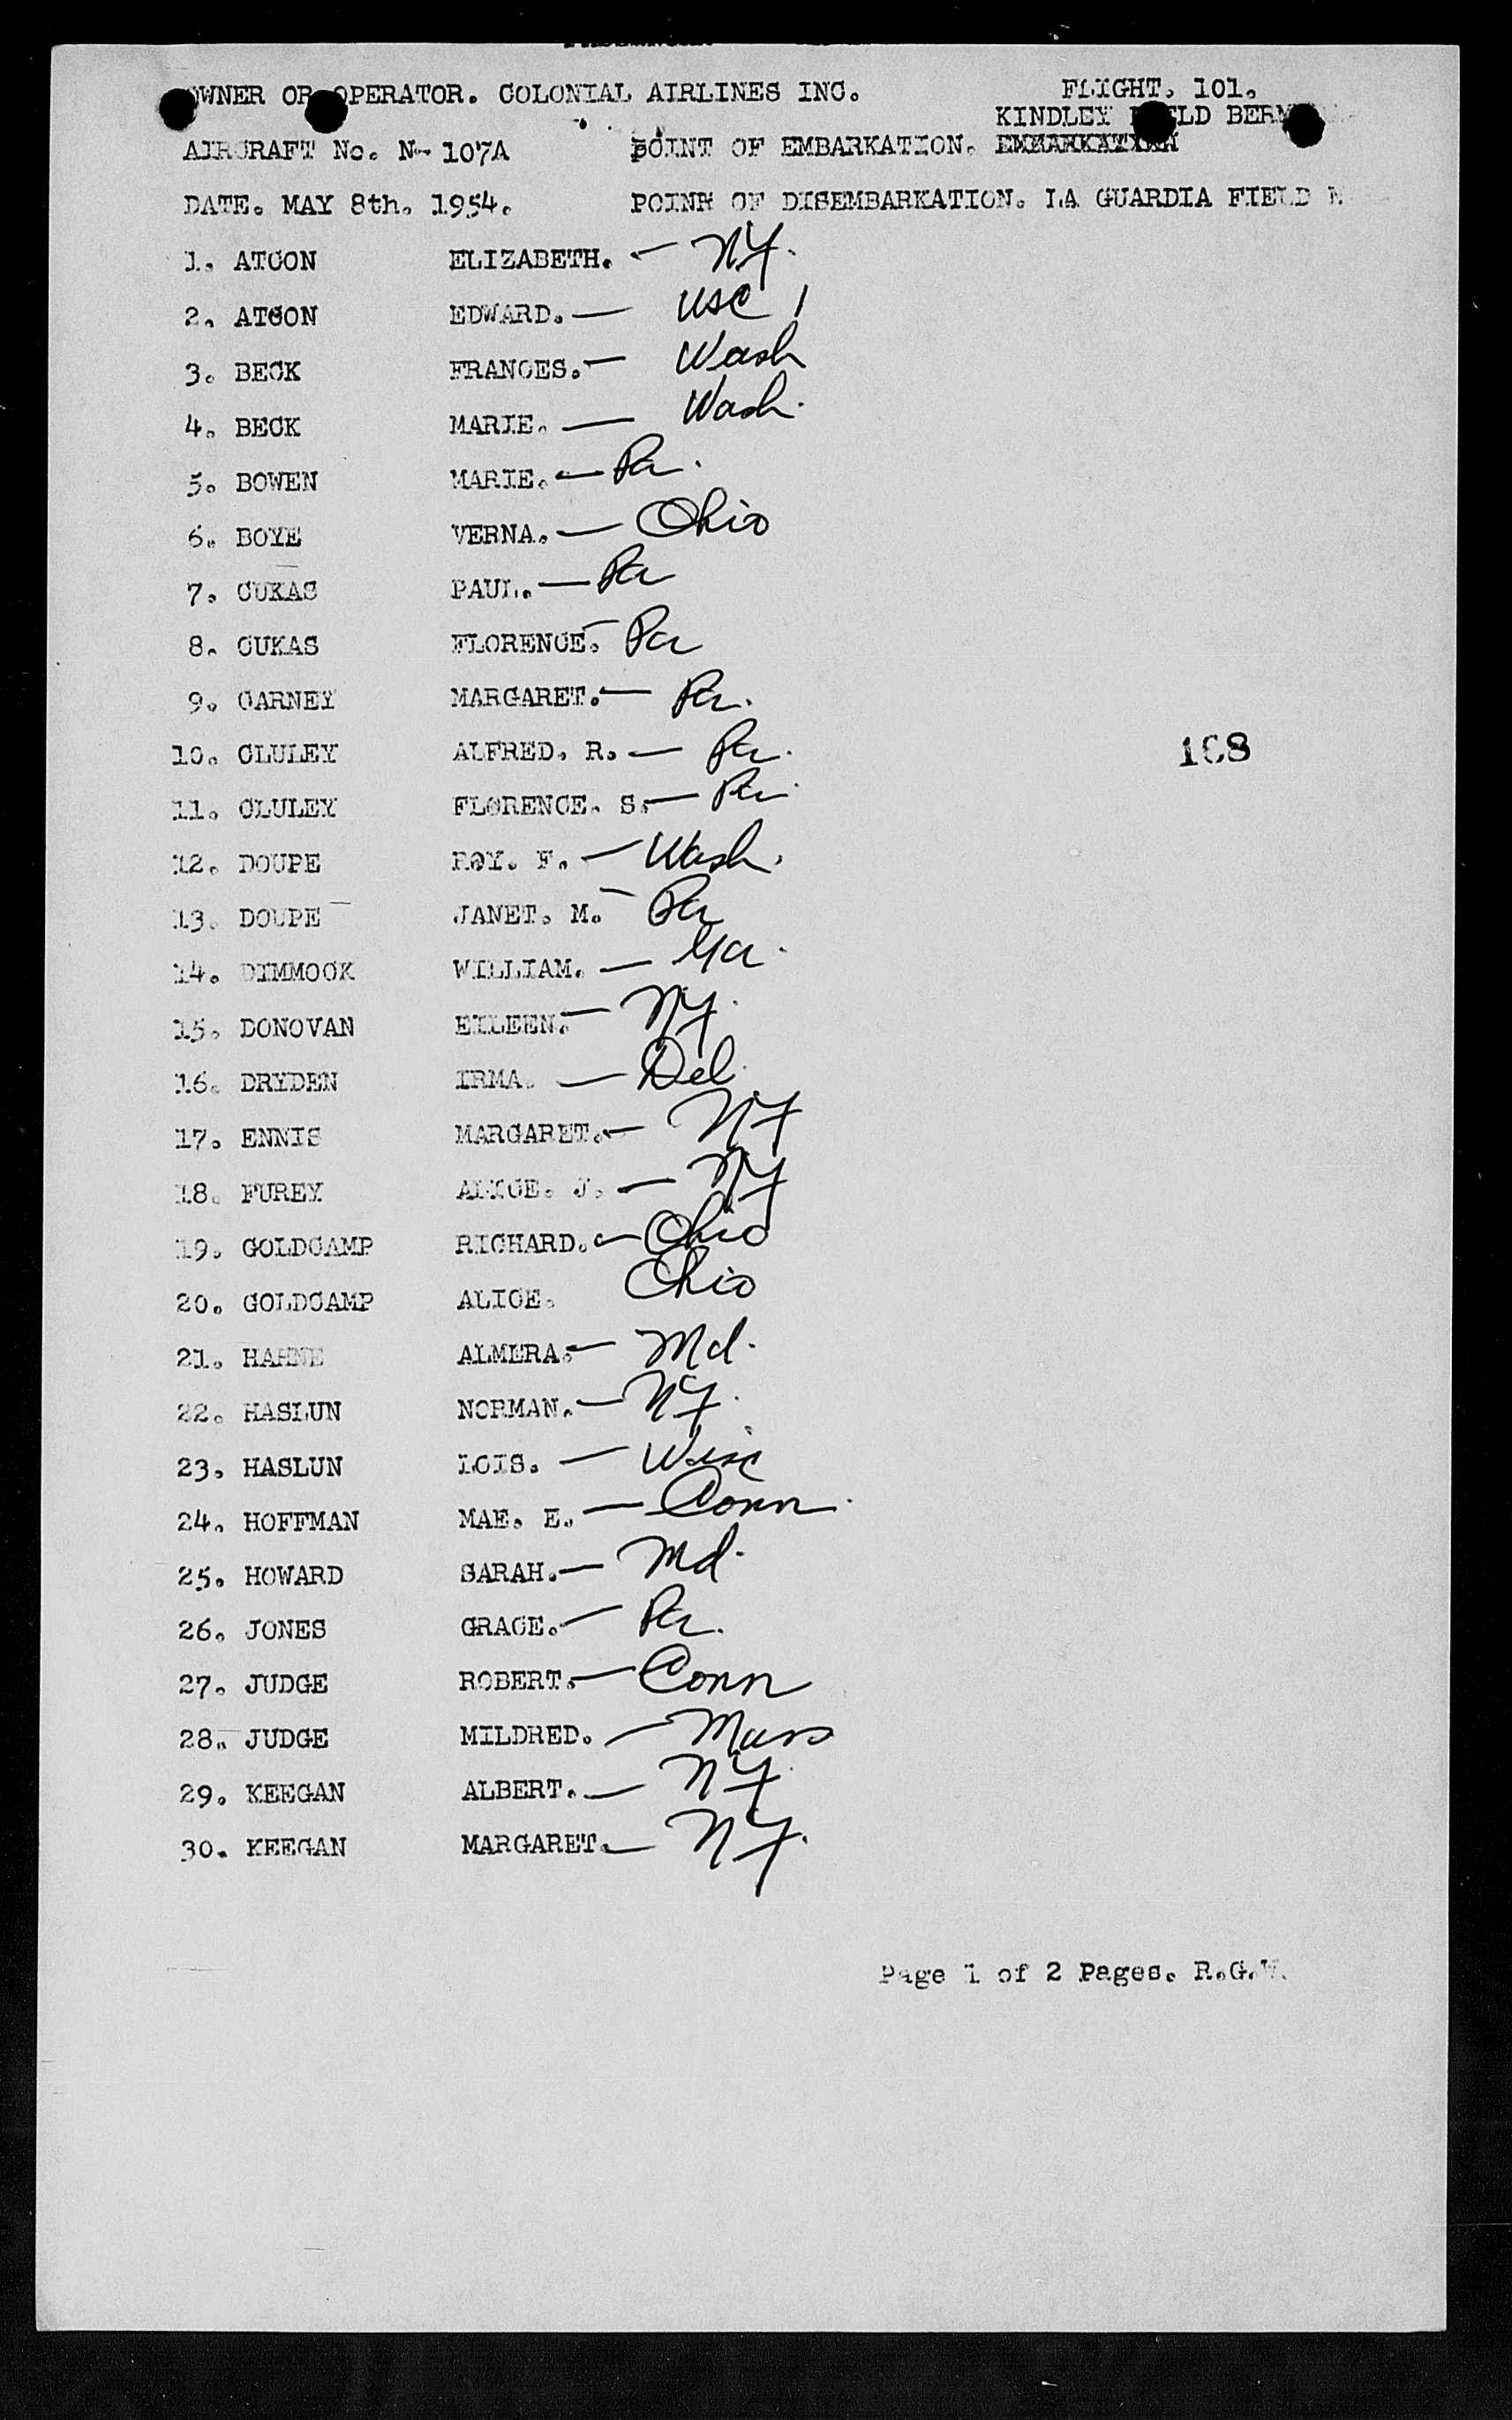 OWNER OR OPERATOR. COLONIAL AIRLINES INC. FLIGHT. 101.
KINDLEY FIELD
AIRCRAFT No. N- 107A POINT OF EMBARKATION.
DATE. MAY 8th. 1954. POINT OF DISEMBARKATION. LA GUARDIA FIELD
1. ATCON ELIZABETH. — NY.
2. ATCON EDWARD. — USC 1
3. BECK FRANCES. — Wash
4. BECK MARIE. — Wash.
5. BOWEN MARIE. — Pa.
6. BOYE VERNA. — Ohio
7. CUKAS PAUL. — Pa
8. CUKAS FLORENCE. — Pa
9. CARNEY MARGARET. — Pa.
10. CLULEY ALFRED. R. — Pa.
108
11. CLULEY FLORENCE. S. — Pa.
12. DOUPE ROY. F. — Wash.
13. DOUPE JANET. M. — Pa
14. DIMMOCK WILLIAM. — Ga.
15. DONOVAN EILEEN. — NY.
16. DRYDEN IRMA. — Del.
17. ENNIS MARGARET. — NY
18. FUREY ALICE. J. — NY
19. GOLDCAMP RICHARD. — Ohio
20. GOLDCAMP ALICE. Ohio
21. HAHNE ALMERA. — Md.
22. HASLUN NORMAN. — NY.
23. HASLUN LOIS. — Wisc
24. HOFFMAN MAE. E. — Conn.
25. HOWARD SARAH. — Md.
26. JONES GRACE. — Pa.
27. JUDGE ROBERT. — Conn
28. JUDGE MILDRED. — Mass
29. KEEGAN ALBERT. — NY.
30. KEEGAN MARGARET. — NY.
Page 1 of 2 Pages. R.G.W.